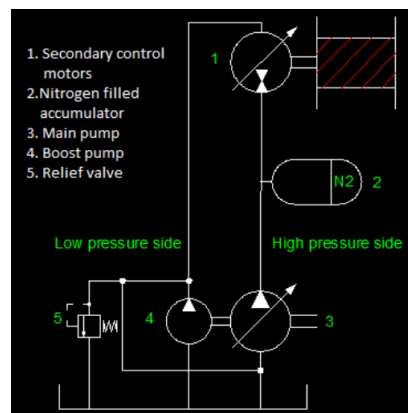 1. Secondary control
motors
2.Nitrogen filled
accumulator
3. Main pump
4. Boost pump
5. Relief valve
1
N2 2
Low pressure side High pressure side
5 4 3